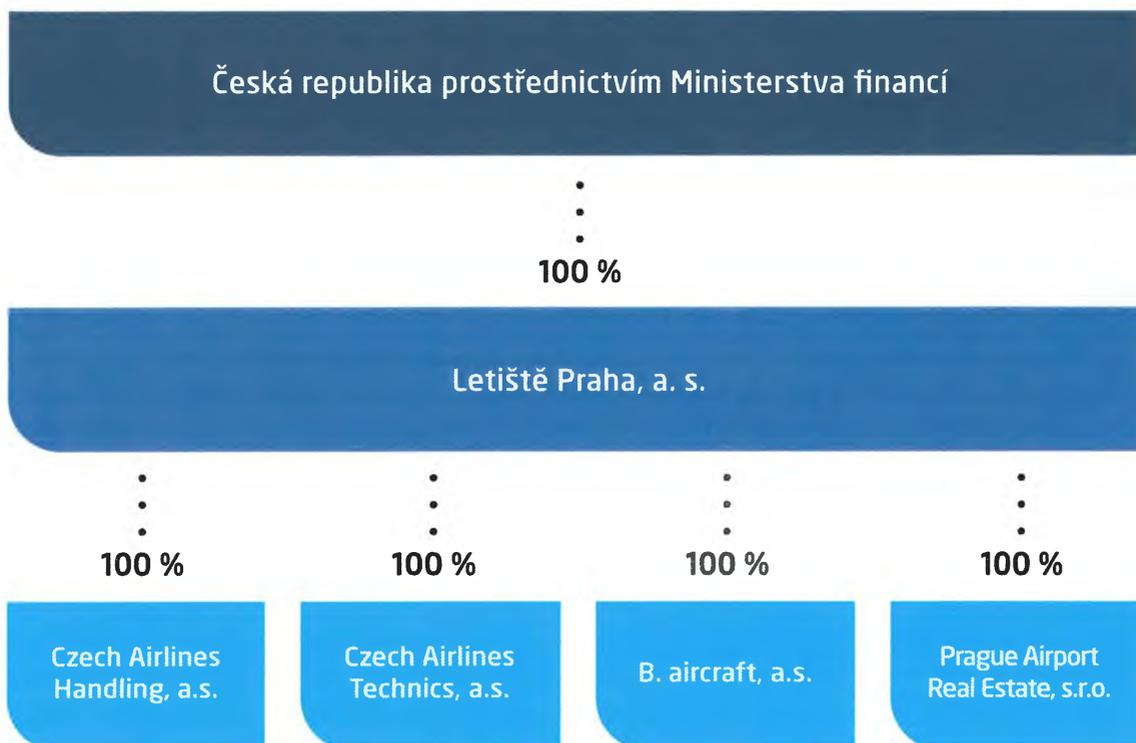 Česká republika prostřednictvím Ministerstva financí
100 %
Letiště Praha, a. s.
100 %
100 %
100 %
100 %
Czech Airlines
Handling, a.s.
Czech Airlines
Technics, a.s.
B. aircraft, a.s.
Prague Airport
Real Estate, s.r.o.